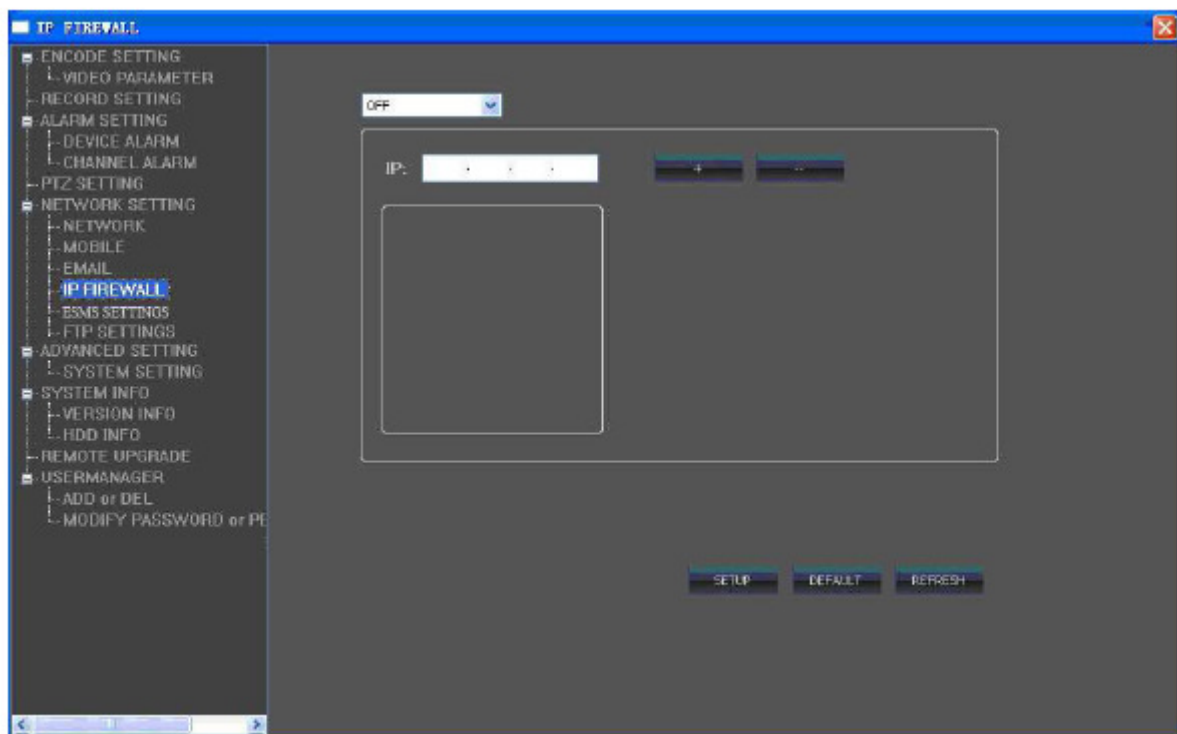 IP FIREWALL
ENCODE SETTING
VIDEO PARAMETER
RECORD SETTING
ALARM SETTING
DEVICE ALARM
CHANNEL ALARM
PTZ SETTING
NETWORK SETTING
NETWORK
MOBILE
EMAIL
IP FIREWALL
ESMS SETTINGS
FTP SETTINGS
ADVANCED SETTING
SYSTEM SETTING
SYSTEM INFO
VERSION INFO
HDD INFO
REMOTE UPGRADE
USERMANAGER
ADD or DEL
MODIFY PASSWORD or PE
OFF
IP: . . . + --
SETUP DEFAULT REFRESH